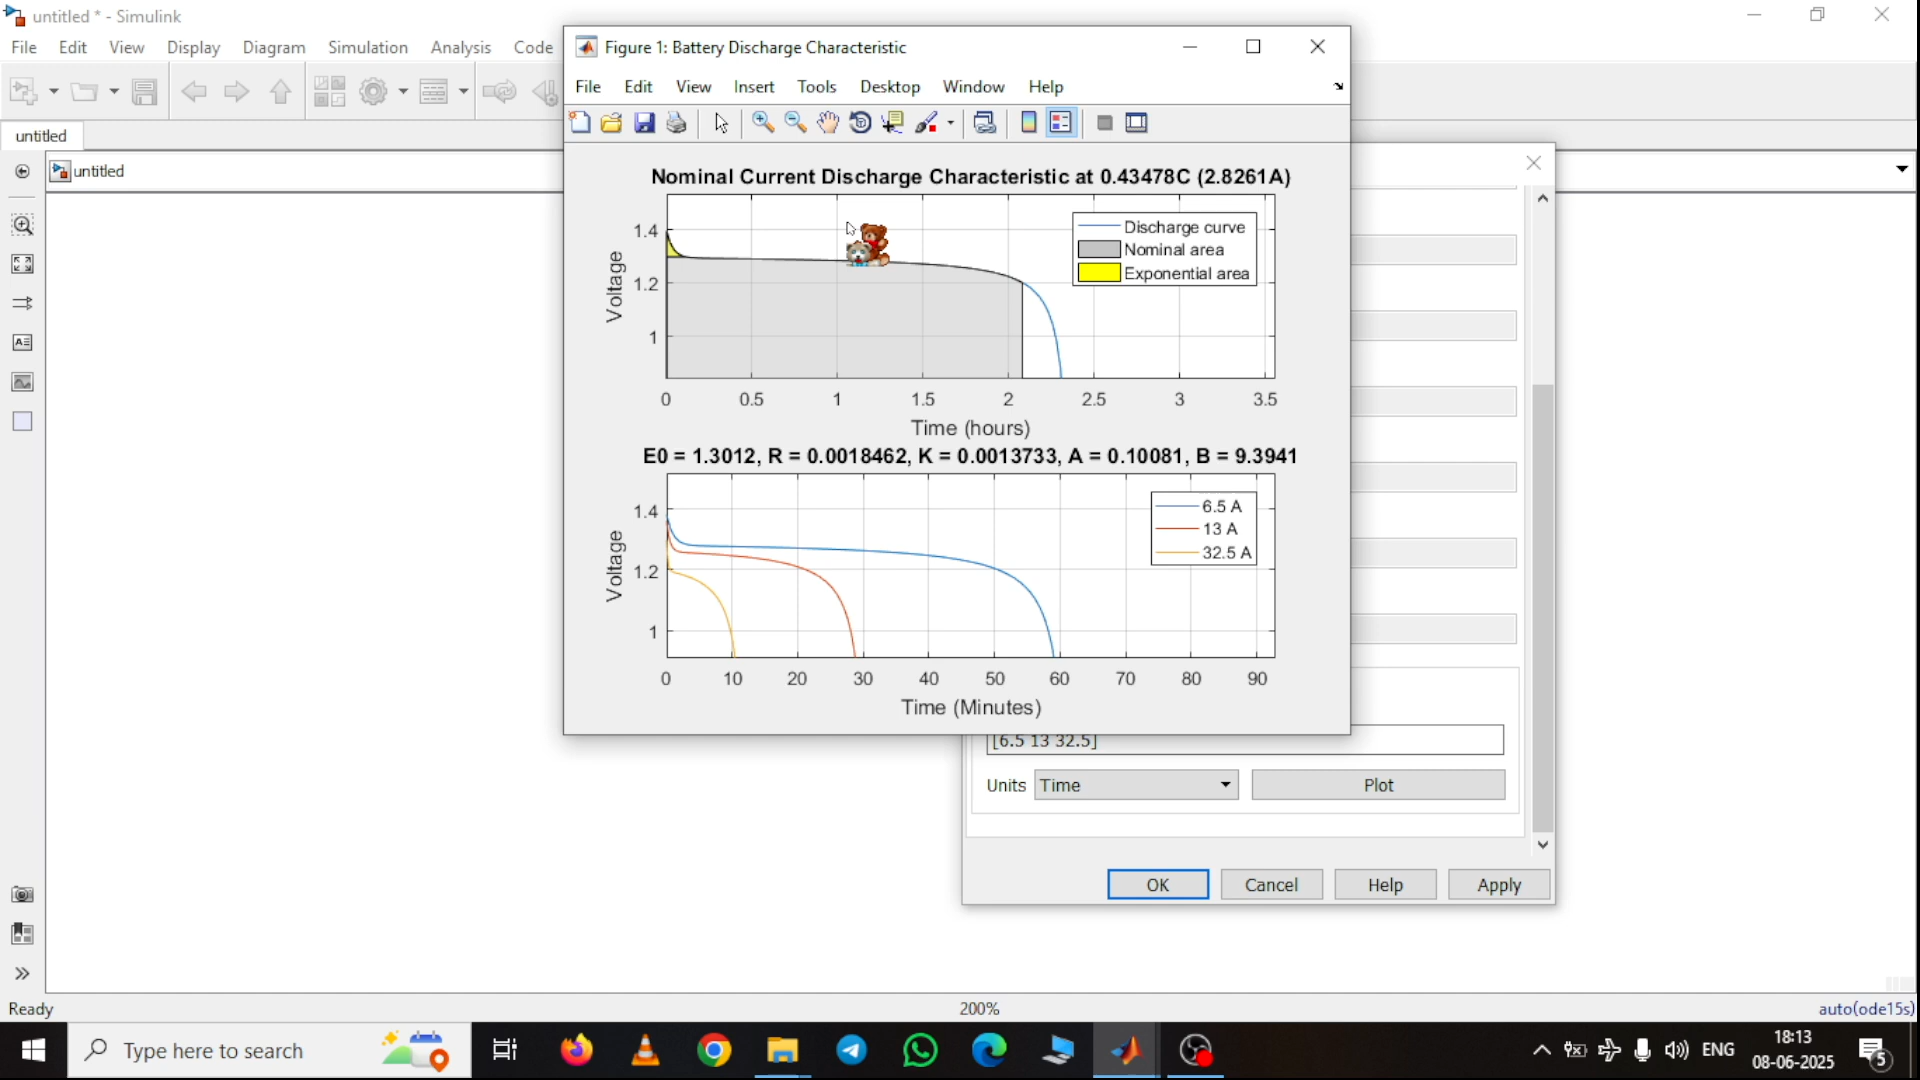 untitled * - Simulink
File Edit View Display Diagram Simulation Analysis Code
untitled
untitled
Figure 1: Battery Discharge Characteristic
File Edit View Insert Tools Desktop Window Help
Nominal Current Discharge Characteristic at 0.43478C (2.8261A)
Voltage
1.4
1.2
1
Discharge curve
Nominal area
Exponential area
0 0.5 1 1.5 2 2.5 3 3.5
Time (hours)
E0 = 1.3012, R = 0.0018462, K = 0.0013733, A = 0.10081, B = 9.3941
Voltage
1.4
1.2
1
6.5 A
13 A
32.5 A
0 10 20 30 40 50 60 70 80 90
Time (Minutes)
[6.5 13 32.5]
Units Time Plot
OK Cancel Help Apply
Ready 200% auto(ode15s)
Type here to search
ENG
18:13
08-06-2025
5